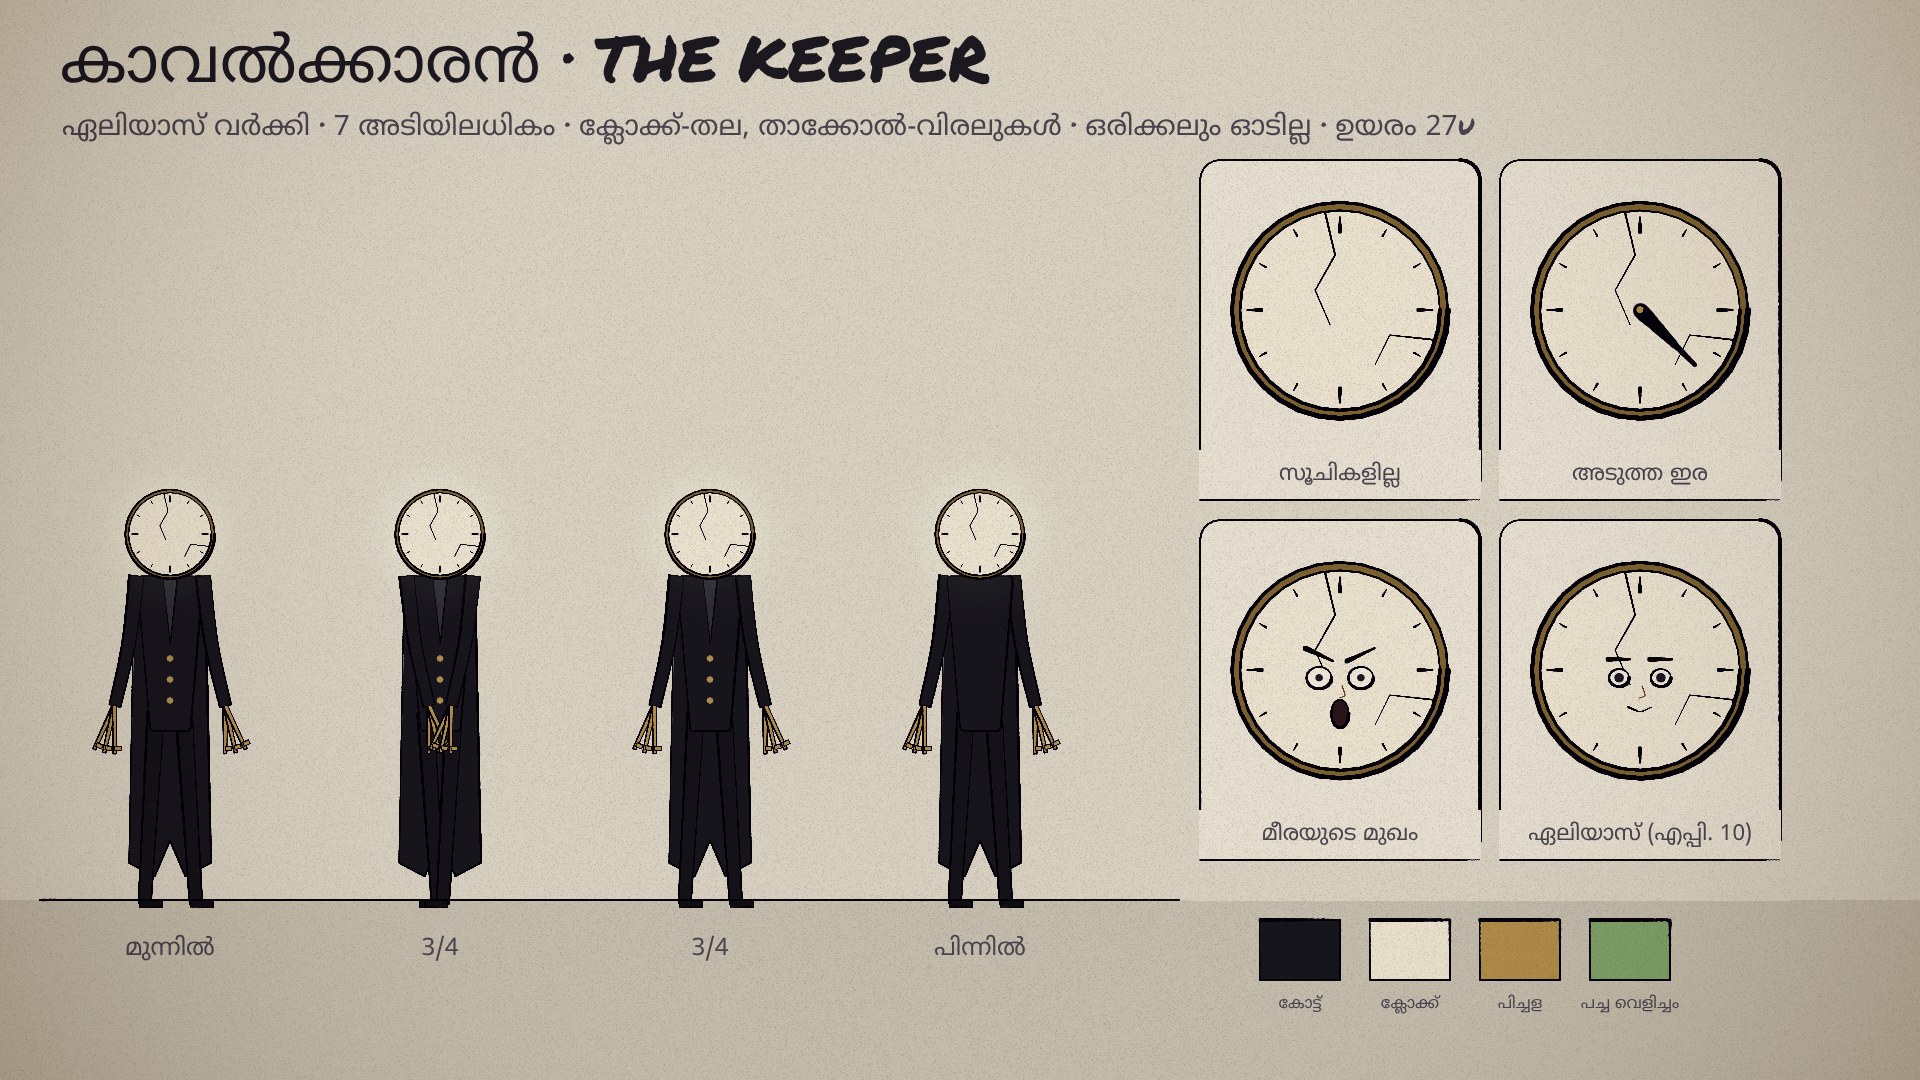 കാവൽക്കാരൻ · THE KEEPER
ഏലിയാസ് വർക്കി · 7 അടിയിലധികം · ക്ലോക്ക്-തല, താക്കോൽ-വിരലുകൾ · ഒരിക്കലും ഓടില്ല · ഉയരം 27υ
സൂചികളില്ല
അടുത്ത ഇര
മീരയുടെ മുഖം
ഏലിയാസ് (എപ്പി. 10)
മുന്നിൽ
3/4
3/4
പിന്നിൽ
കോട്ട്
ക്ലോക്ക്
പിച്ചള
പച്ച വെളിച്ചം